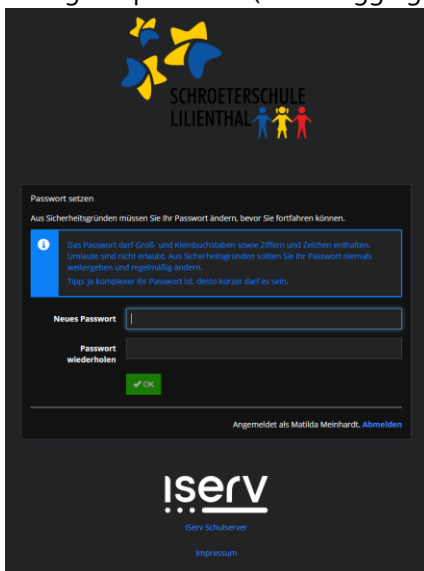 SCHROETERSCHULE
LILIENTHAL
Passwort setzen
Aus Sicherheitsgründen müssen Sie Ihr Passwort ändern, bevor Sie fortfahren können.
Das Passwort darf Groß- und Kleinbuchstaben sowie Ziffern und Zeichen enthalten.
Umlaute sind nicht erlaubt. Aus Sicherheitsgründen sollten Sie Ihr Passwort niemals
weitergeben und regelmäßig ändern.
Tipp: Je komplexer Ihr Passwort ist, desto kürzer darf es sein.
Neues Passwort
Passwort
wiederholen
OK
Angemeldet als Matilda Meinhardt. Abmelden
ISerV
IServ Schulserver
Impressum